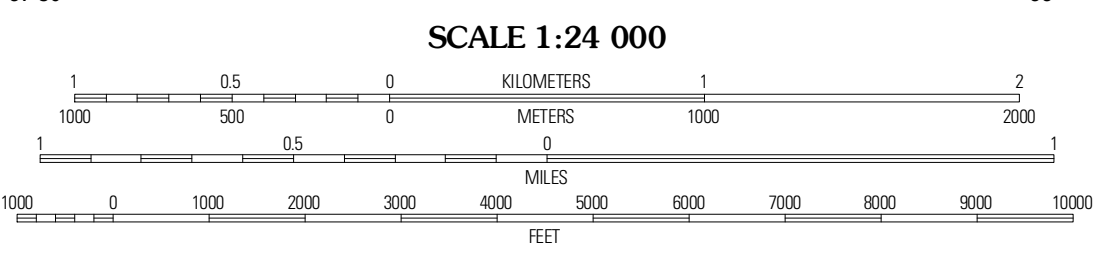 SCALE 1:24 000
1 0.5 0 KILOMETERS 1 2
1000 500 0 METERS 1000 2000
1 0.5 0 1
MILES
1000 0 1000 2000 3000 4000 5000 6000 7000 8000 9000 10000
FEET